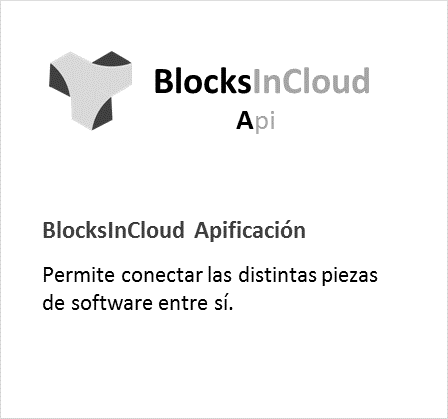 BlocksInCloud
Api
BlocksInCloud Apificación
Permite conectar las distintas piezas
de software entre sí.